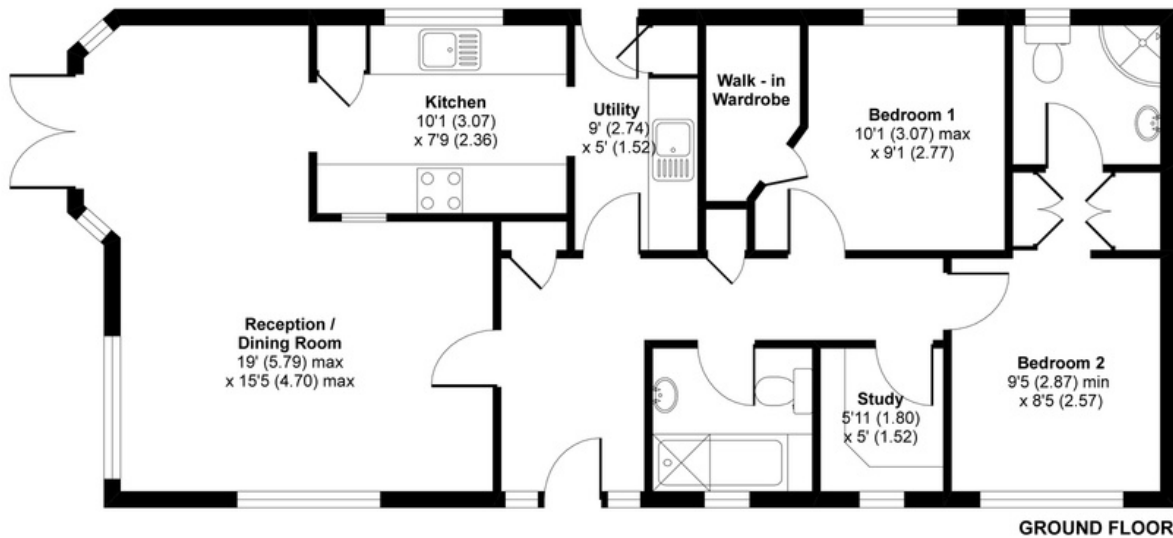 Kitchen
10'1 (3.07)
x 7'9 (2.36)
Utility
9' (2.74)
x 5' (1.52)
Walk - in
Wardrobe
Bedroom 1
10'1 (3.07) max
x 9'1 (2.77)
Reception /
Dining Room
19' (5.79) max
x 15'5 (4.70) max
Study
5'11 (1.80)
x 5' (1.52)
Bedroom 2
9'5 (2.87) min
x 8'5 (2.57)
GROUND FLOOR